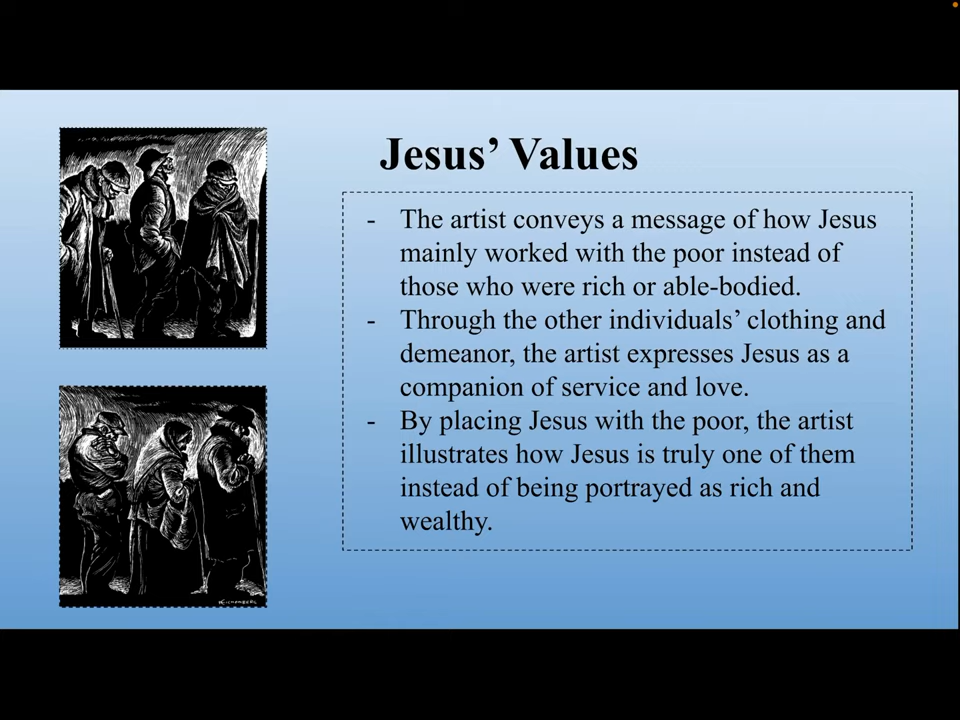 Jesus’ Values
- The artist conveys a message of how Jesus
mainly worked with the poor instead of
those who were rich or able-bodied.
- Through the other individuals’ clothing and
demeanor, the artist expresses Jesus as a
companion of service and love.
- By placing Jesus with the poor, the artist
illustrates how Jesus is truly one of them
instead of being portrayed as rich and
wealthy.